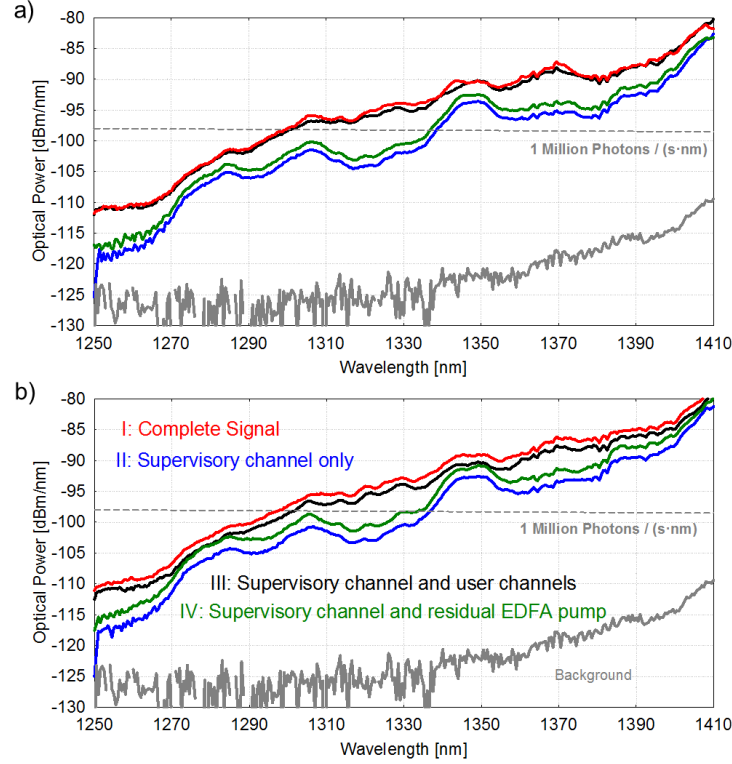 a)
-80
-85
-90
-95
-100
-105
-110
-115
-120
-125
-130
Optical Power [dBm/nm]
1 Million Photons / (s·nm)
1250 1270 1290 1310 1330 1350 1370 1390 1410
Wavelength [nm]
b)
-80
-85
-90
-95
-100
-105
-110
-115
-120
-125
-130
Optical Power [dBm/nm]
I: Complete Signal
II: Supervisory channel only
1 Million Photons / (s·nm)
III: Supervisory channel and user channels
IV: Supervisory channel and residual EDFA pump
Background
1250 1270 1290 1310 1330 1350 1370 1390 1410
Wavelength [nm]